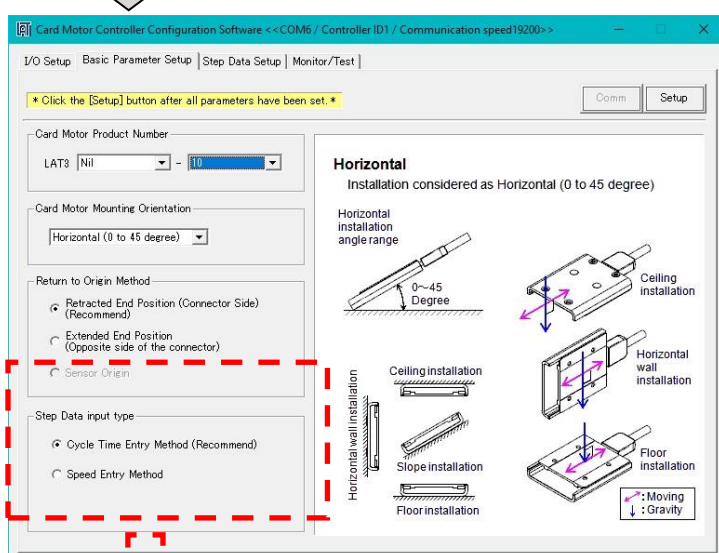 Card Motor Controller Configuration Software <<COM6 / Controller ID1 / Communication speed19200>>
I/O Setup Basic Parameter Setup Step Data Setup Monitor/Test
* Click the [Setup] button after all parameters have been set. *
Comm Setup
Card Motor Product Number
LAT3 Nil - 10
Card Motor Mounting Orientation
Horizontal (0 to 45 degree)
Return to Origin Method
Retracted End Position (Connector Side)
(Recommend)
Extended End Position
(Opposite side of the connector)
Sensor Origin
Step Data input type
Cycle Time Entry Method (Recommend)
Speed Entry Method
Horizontal
Installation considered as Horizontal (0 to 45 degree)
Horizontal
installation
angle range
0～45
Degree
Ceiling
installation
Horizontal
wall
installation
Floor
installation
Horizontal wall installation
Ceiling installation
Slope installation
Floor installation
: Moving
: Gravity